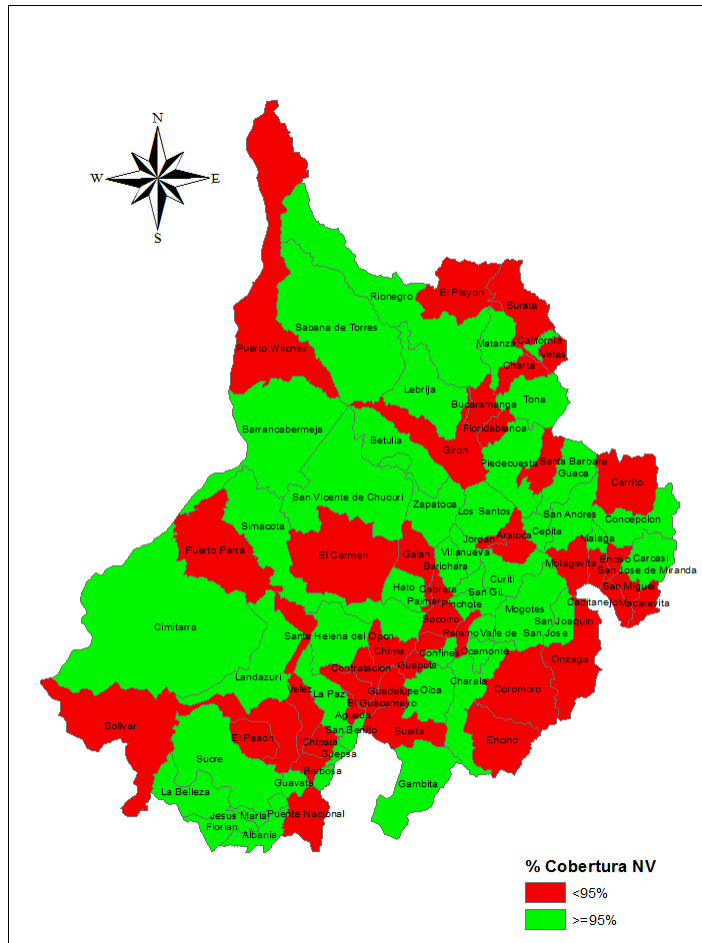 N
W
E
S
El Playon
Rionegro
Surata
Sabana de Torres
California
Matanza
Puerto Wilches
Vetas
Charta
Lebrija
Tona
Bucaramanga
Barrancabermeja
Floridablanca
Betulia
Giron
Piedecuesta
Santa Barbara
Guaca
Cerrito
San Vicente de Chucuri
Zapatoca
Los Santos
San Andres
Concepcion
Simacota
Aratoca
Cepita
Jordan
Malaga
Puerto Parra
El Carmen
Galan
Villanueva
Enciso
Carcasi
Barichara
Molagavita
San Jose de Miranda
Curiti
Hato
Cabrera
San Gil
San Miguel
Palmar
Pinchote
Capitanejo
Macaravita
Mogotes
Socorro
San Joaquin
Cimitarra
Santa Helena del Opon
Paramo
Valle de San Jose
Chima
Confines
Ocamonte
Onzaga
Contratacion
Guapota
Landazuri
Charala
Velez
La Paz
Guadalupe
Oiba
Coromoro
El Guacamayo
Aguada
Bolivar
El Peaon
San Benito
Suaita
Chipata
Encino
Guepsa
Sucre
Barbosa
Guavata
Gambita
La Belleza
Jesus Maria
Puente Nacional
Florian
Albania
% Cobertura NV
<95%
>=95%